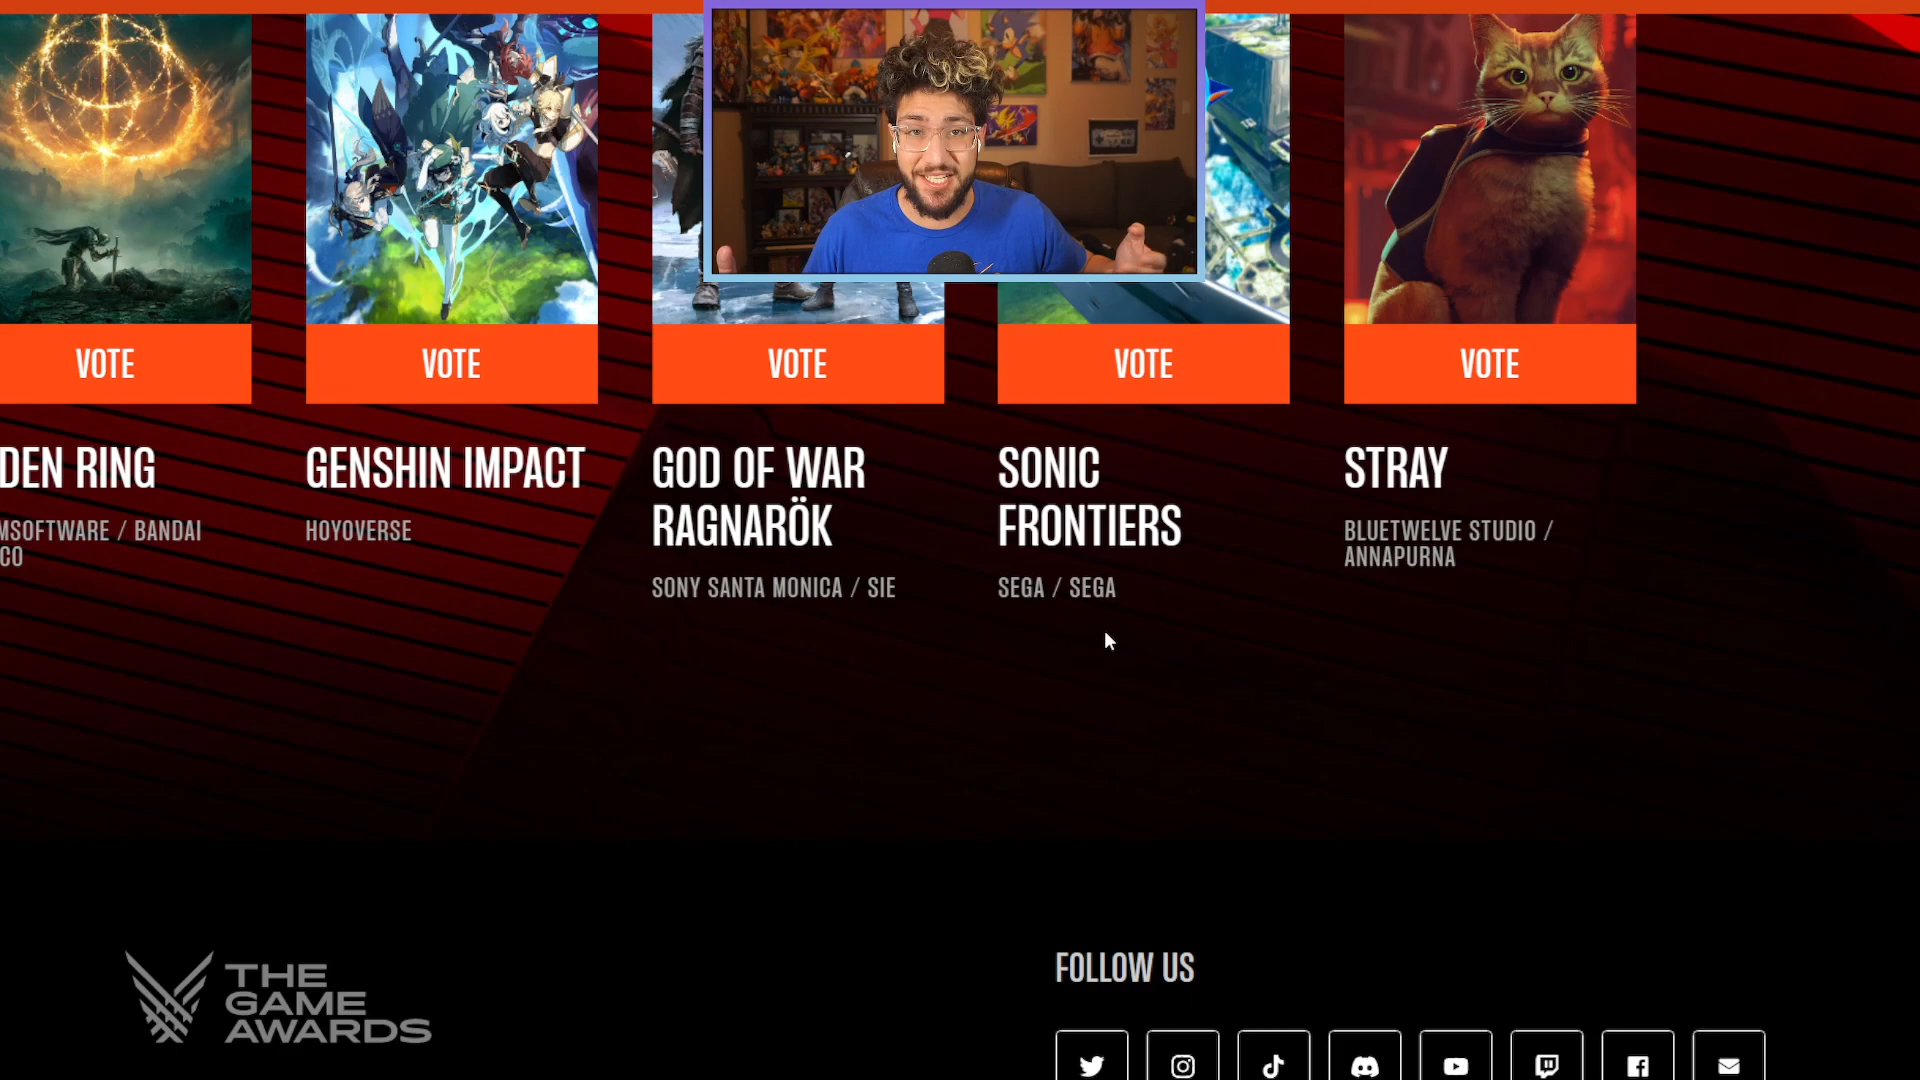 VOTE
VOTE
VOTE
VOTE
VOTE
DEN RING
MSOFTWARE / BANDAI
CO
GENSHIN IMPACT
HOYOVERSE
GOD OF WAR
RAGNARÖK
SONY SANTA MONICA / SIE
SONIC
FRONTIERS
SEGA / SEGA
STRAY
BLUETWELVE STUDIO /
ANNAPURNA
THE
GAME
AWARDS
FOLLOW US